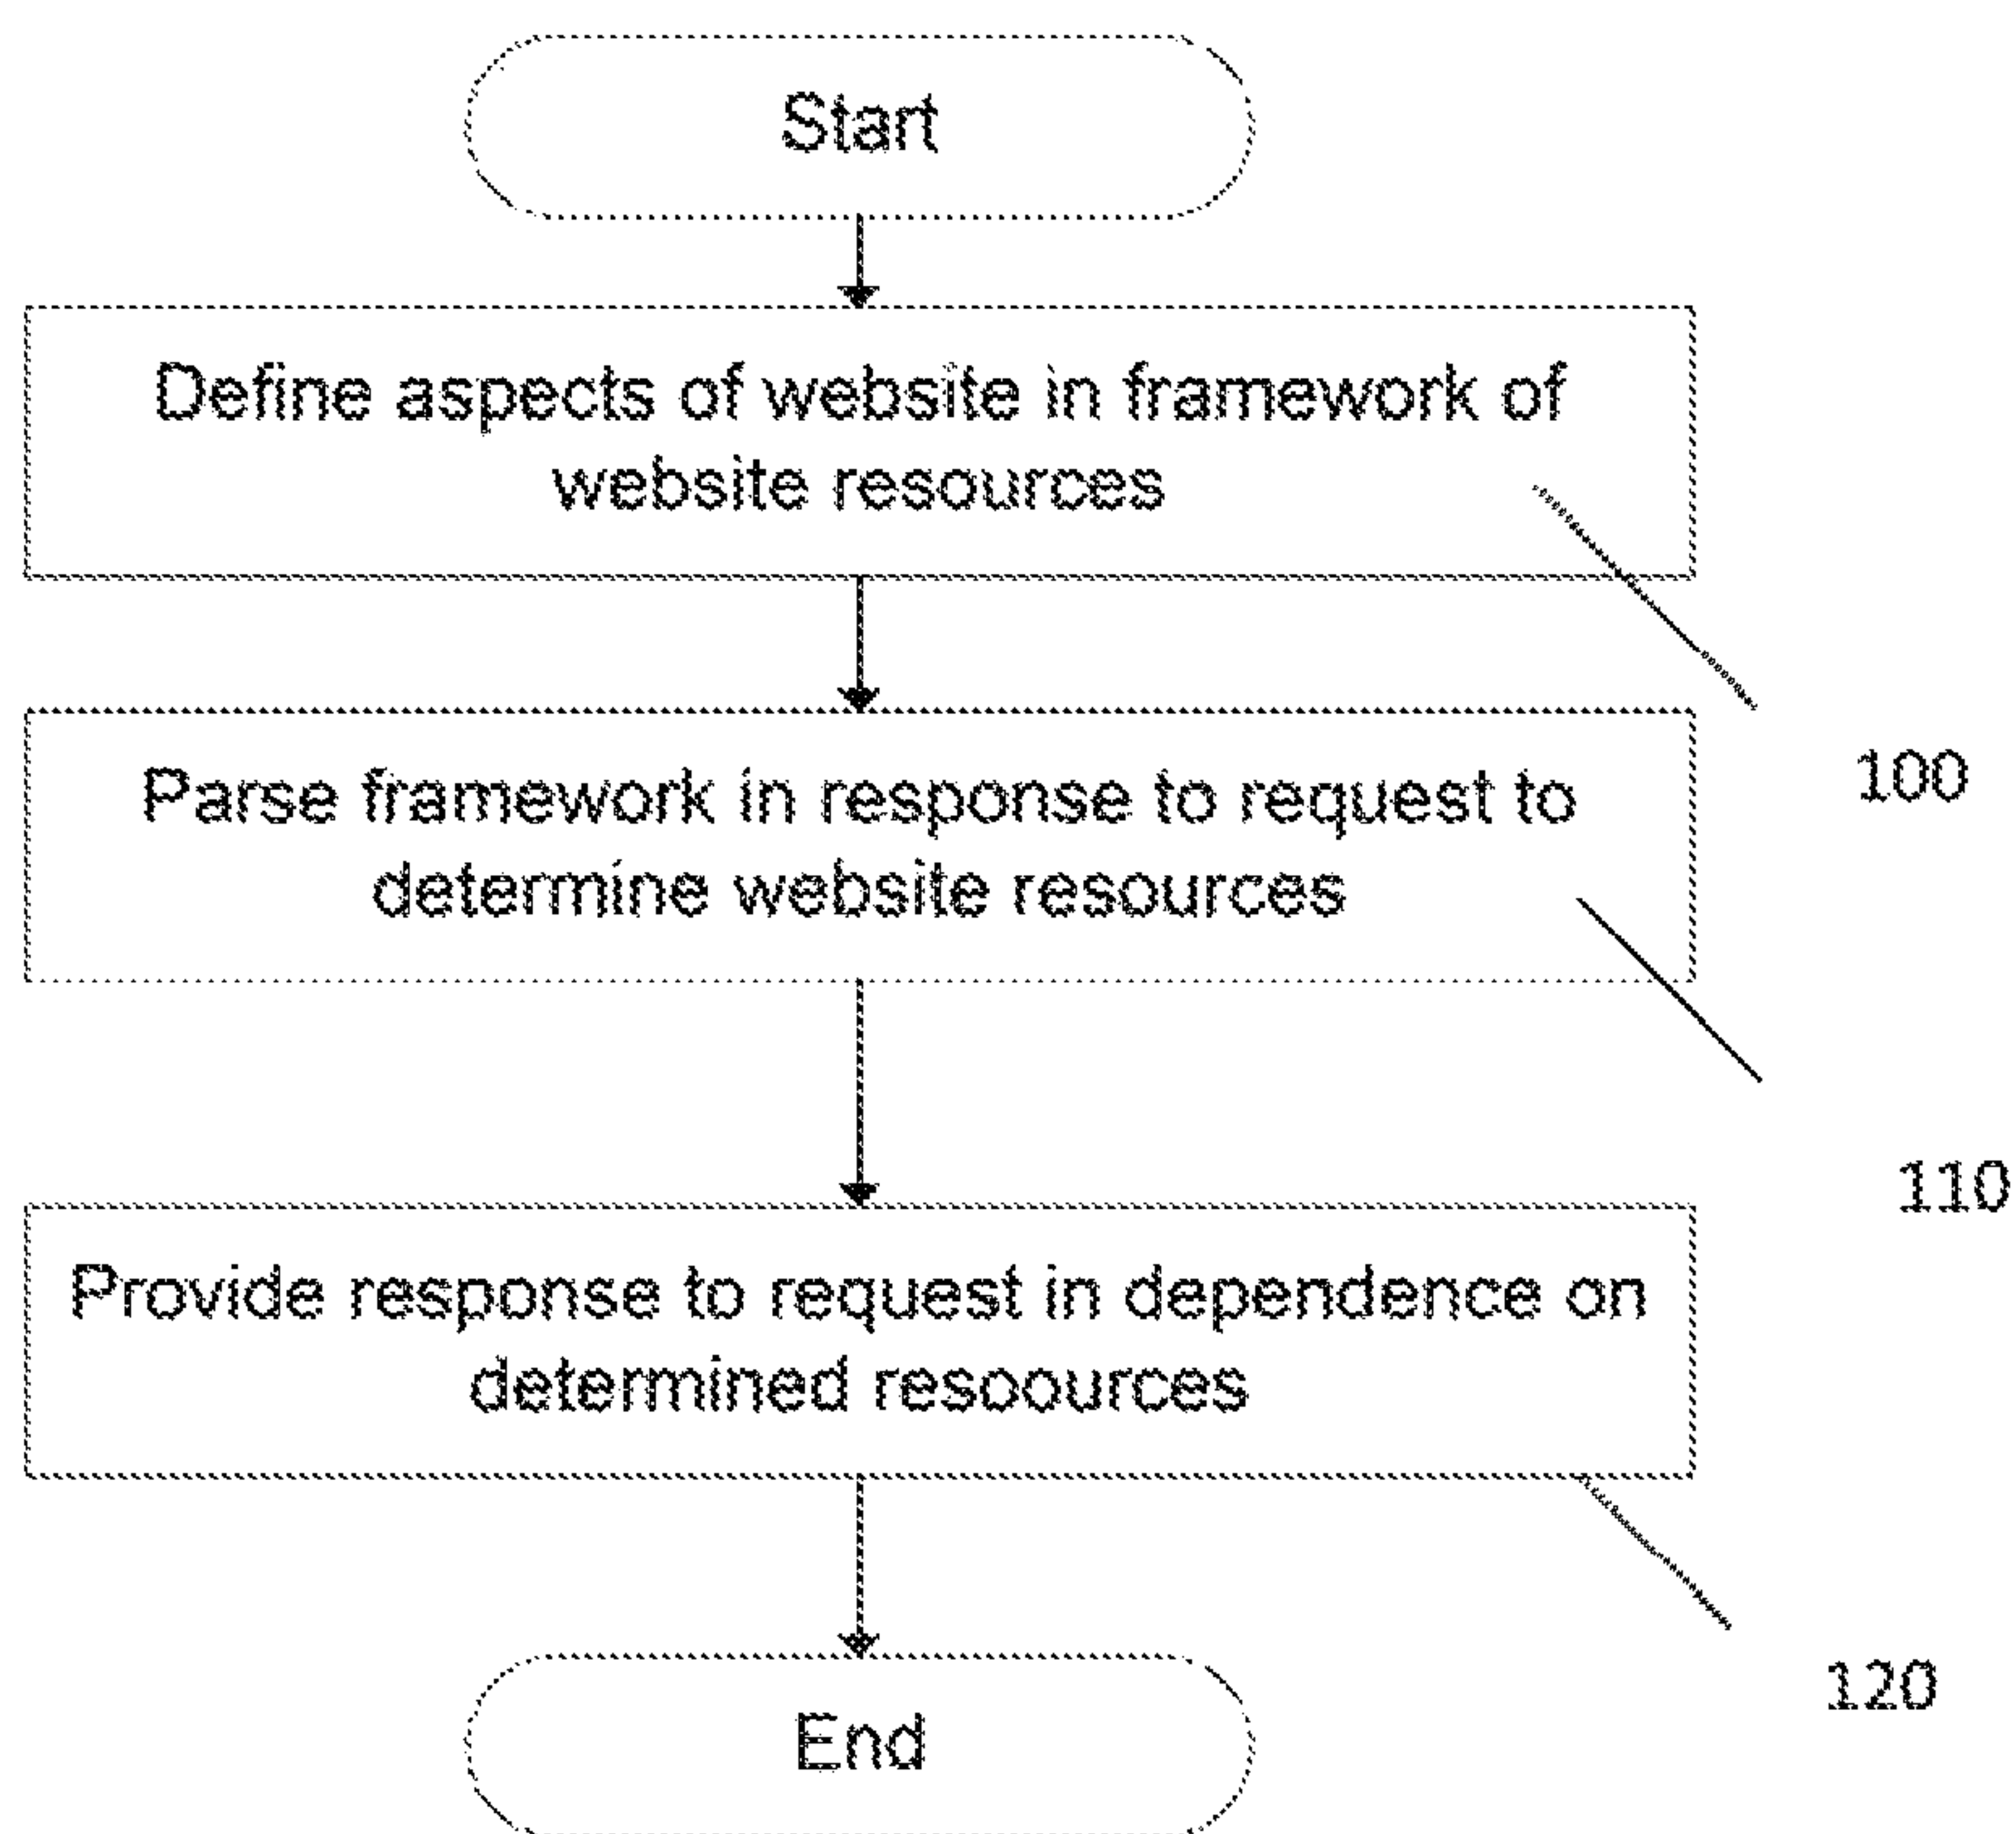 Start
Define aspects of website in framework of
website resources
100
Parse framework in response to request to
determine website resources
110
Provide response to request in dependence on
determined resoources
120
End